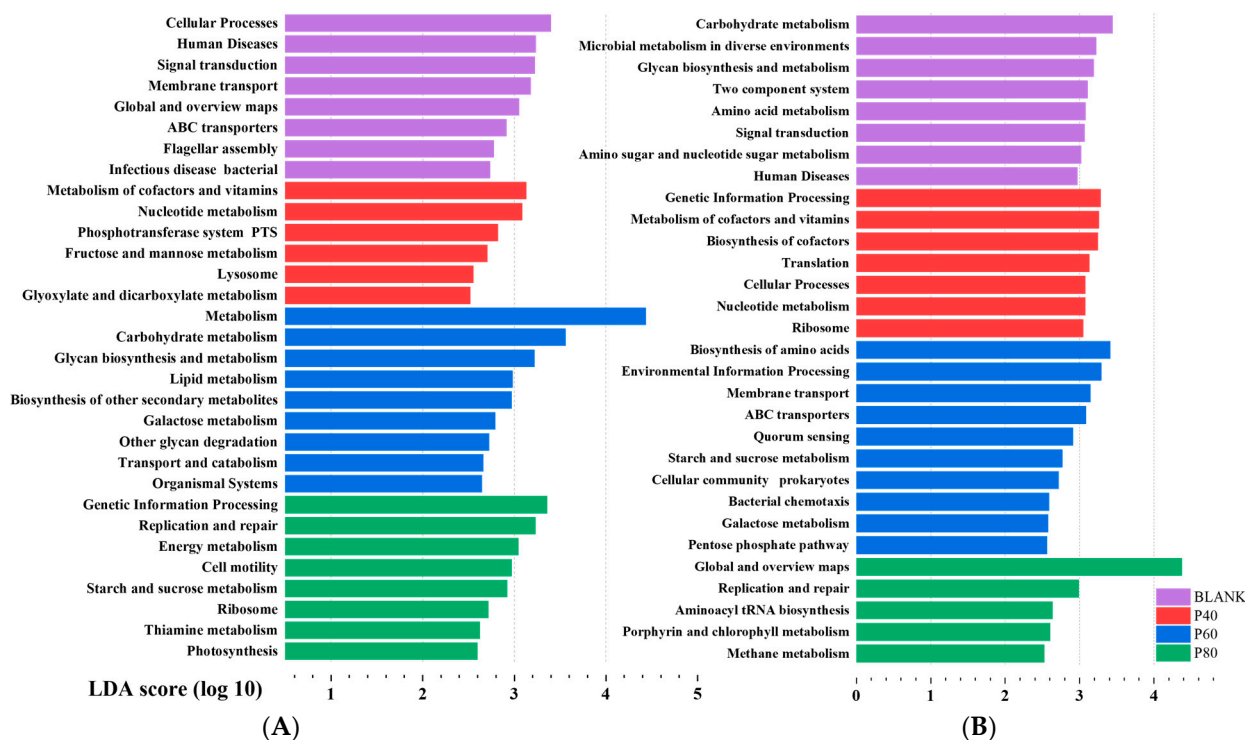 Cellular Processes
Human Diseases
Signal transduction
Membrane transport
Global and overview maps
ABC transporters
Flagellar assembly
Infectious disease bacterial
Metabolism of cofactors and vitamins
Nucleotide metabolism
Phosphotransferase system PTS
Fructose and mannose metabolism
Lysosome
Glyoxylate and dicarboxylate metabolism
Metabolism
Carbohydrate metabolism
Glycan biosynthesis and metabolism
Lipid metabolism
Biosynthesis of other secondary metabolites
Galactose metabolism
Other glycan degradation
Transport and catabolism
Organismal Systems
Genetic Information Processing
Replication and repair
Energy metabolism
Cell motility
Starch and sucrose metabolism
Ribosome
Thiamine metabolism
Photosynthesis
LDA score (log 10)
1 2 3 4 5
(A)
Carbohydrate metabolism
Microbial metabolism in diverse environments
Glycan biosynthesis and metabolism
Two component system
Amino acid metabolism
Signal transduction
Amino sugar and nucleotide sugar metabolism
Human Diseases
Genetic Information Processing
Metabolism of cofactors and vitamins
Biosynthesis of cofactors
Translation
Cellular Processes
Nucleotide metabolism
Ribosome
Biosynthesis of amino acids
Environmental Information Processing
Membrane transport
ABC transporters
Quorum sensing
Starch and sucrose metabolism
Cellular community prokaryotes
Bacterial chemotaxis
Galactose metabolism
Pentose phosphate pathway
Global and overview maps
Replication and repair
Aminoacyl tRNA biosynthesis
Porphyrin and chlorophyll metabolism
Methane metabolism
BLANK
P40
P60
P80
0 1 2 3 4
(B)